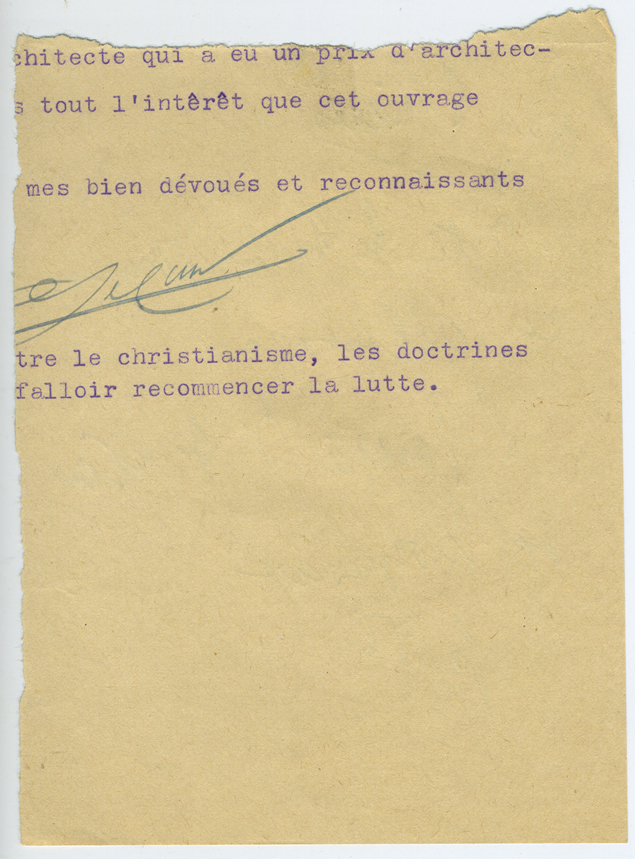 chitecte qui a eu un prix d'architec-
s tout l'intêrêt que cet ouvrage
mes bien dévoués et reconnaissants
tre le christianisme, les doctrines
falloir recommencer la lutte.